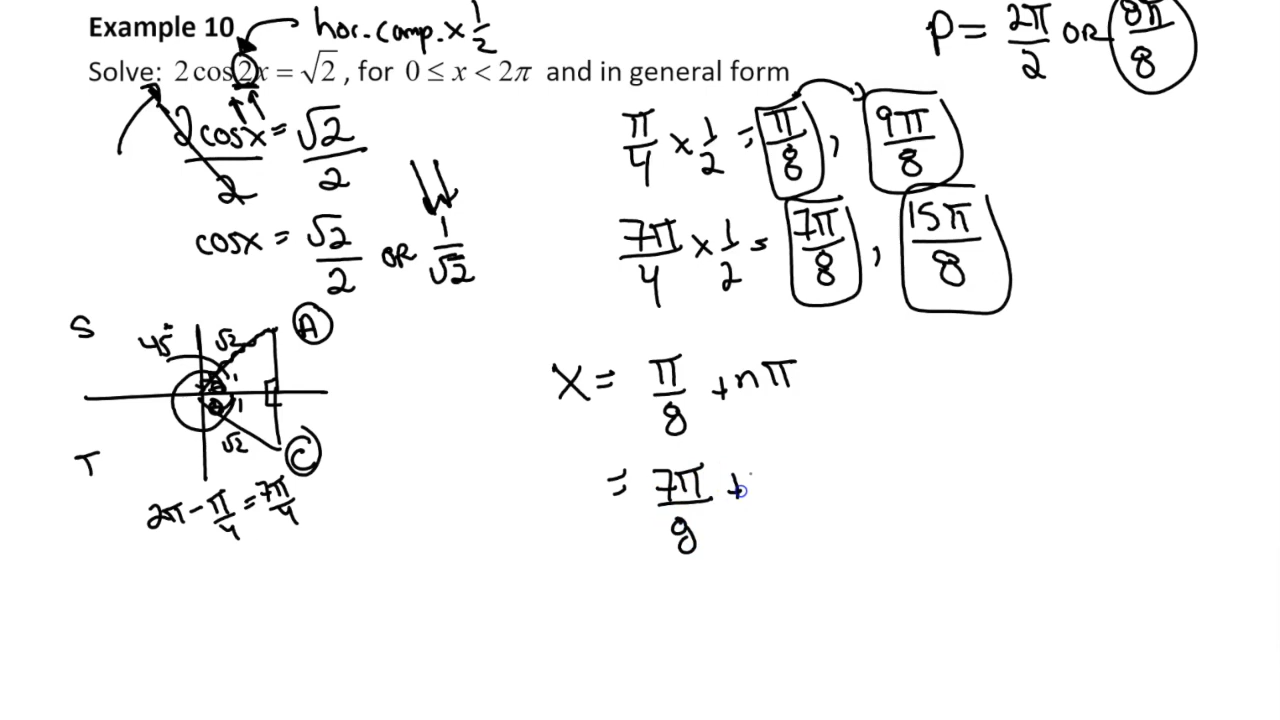 Example 10
hor. comp. × 1/2
P = 2π/2 OR 8π/8
Solve: 2cos2x = √2, for 0 ≤ x < 2π and in general form
2cosx/2 = √2/2
cosx = √2/2 OR 1/√2
π/4 × 1/2 = π/8, 9π/8
7π/4 × 1/2 = 7π/8, 15π/8
S
A
45°
√2
1
1
√2
T
C
2π - π/4 = 7π/4
x = π/8 + nπ
= 7π/8 +